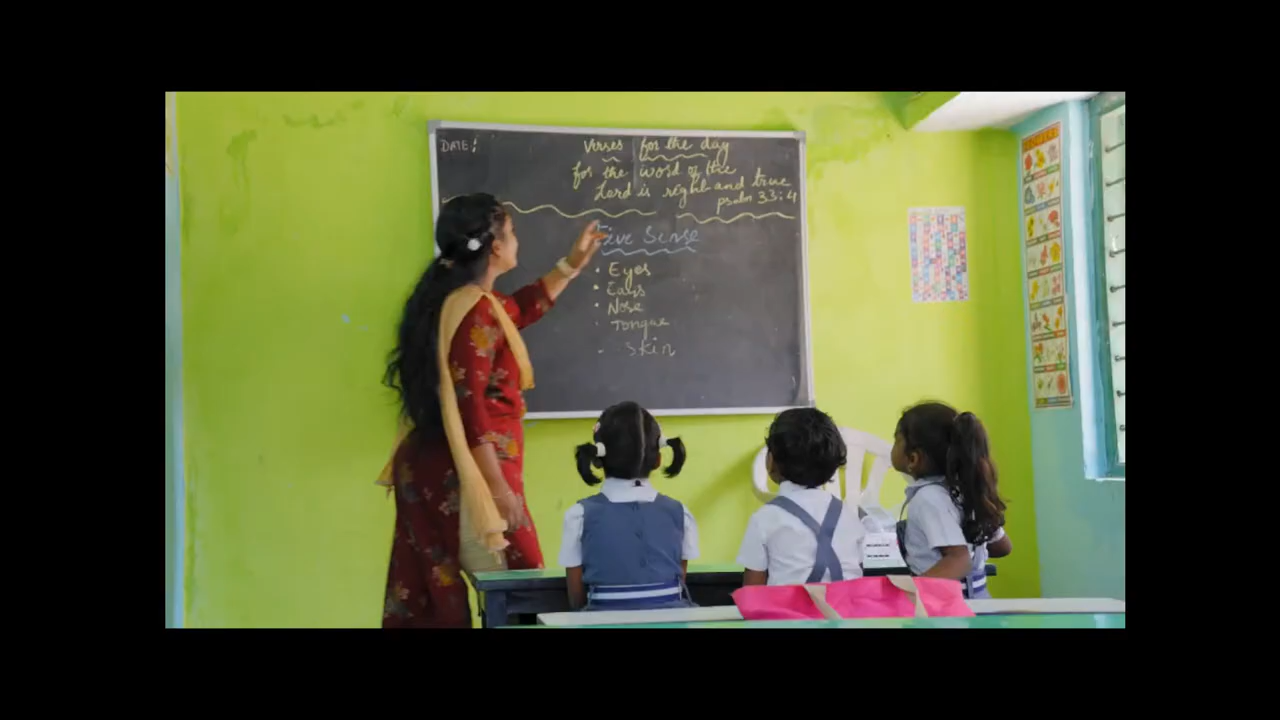 DATE:
Verses for the day
for the word of the
Lord is right and true
psalm 33:4
Five Sense
• Eyes
• Ears
• Nose
• Tongue
- Skin